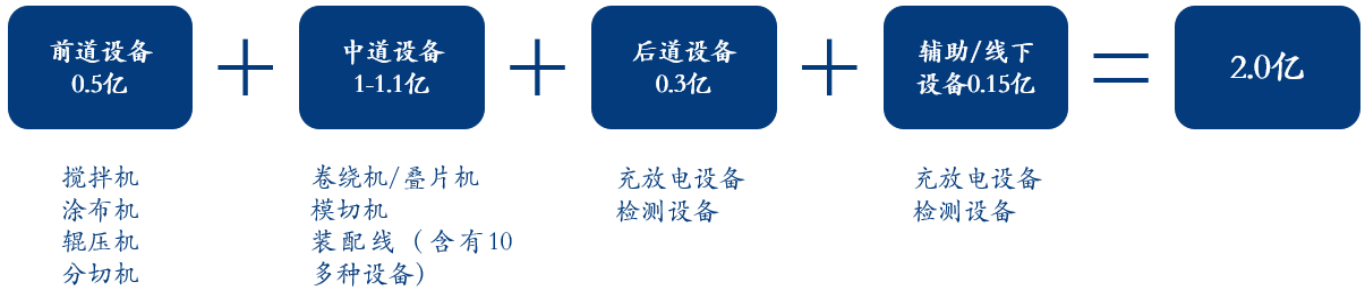 前道设备
0.5亿
+
中道设备
1-1.1亿
+
后道设备
0.3亿
+
辅助/线下
设备0.15亿
=
2.0亿
搅拌机
涂布机
辊压机
分切机
卷绕机/叠片机
模切机
装配线（含有10
多种设备）
充放电设备
检测设备
充放电设备
检测设备